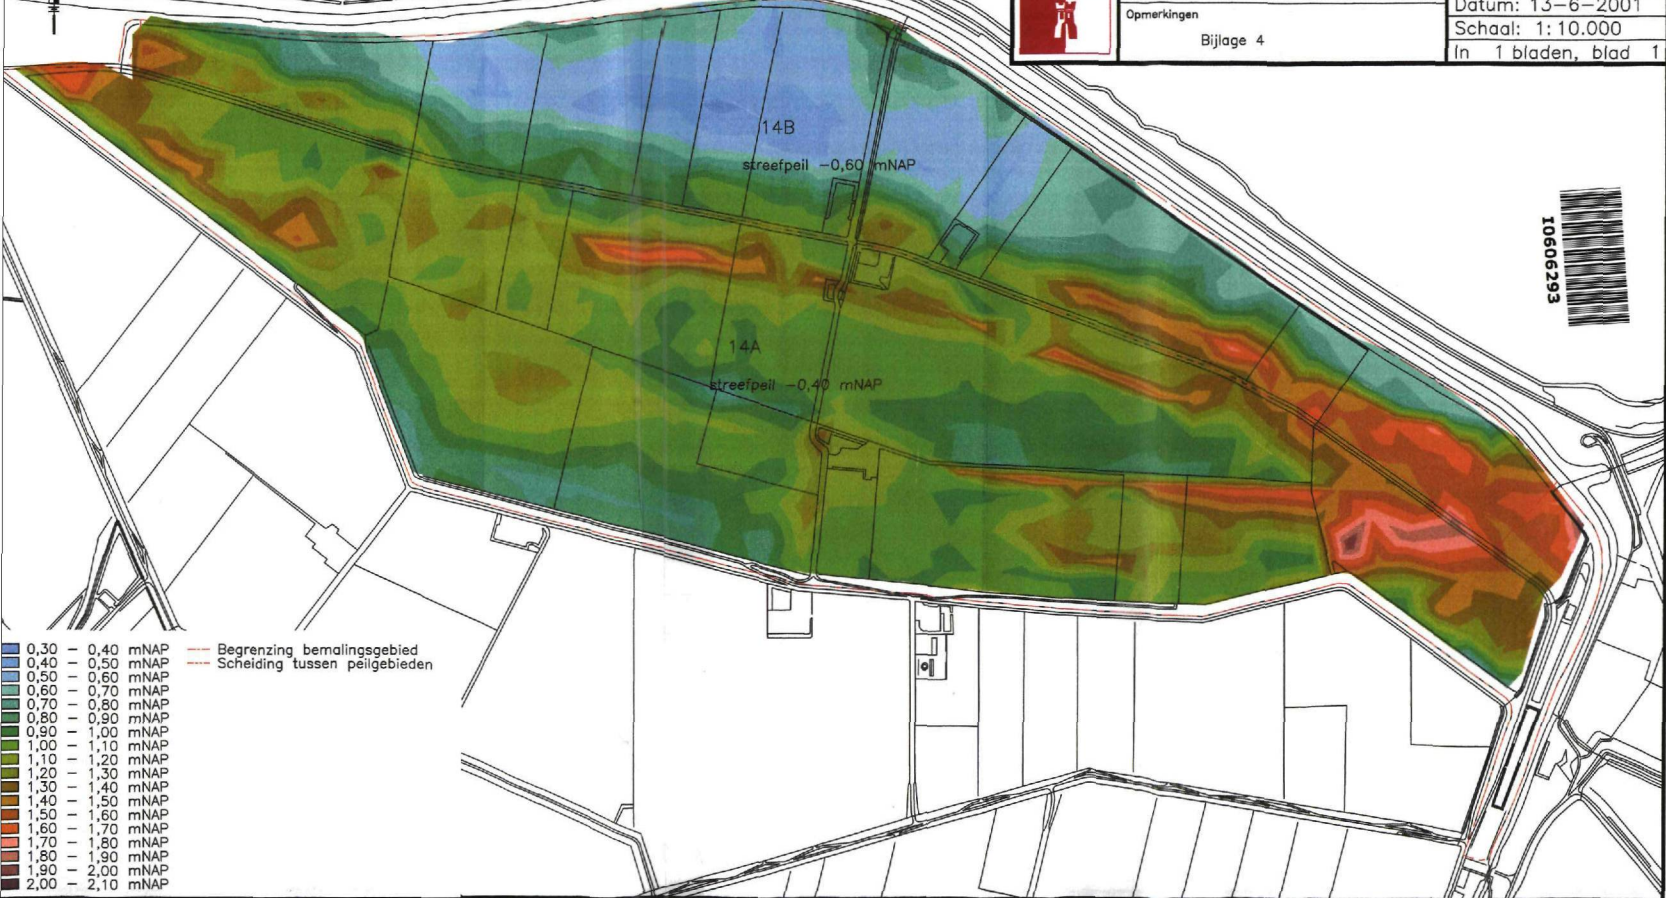 Datum: 13-6-2001
Opmerkingen
Schaal: 1:10.000
Bijlage 4
In 1 bladen, blad 1
14B
streefpeil -0,60 mNAP
I0606293
14A
streefpeil -0,40 mNAP
0,30 - 0,40 mNAP
0,40 - 0,50 mNAP
0,50 - 0,60 mNAP
0,60 - 0,70 mNAP
0,70 - 0,80 mNAP
0,80 - 0,90 mNAP
0,90 - 1,00 mNAP
1,00 - 1,10 mNAP
1,10 - 1,20 mNAP
1,20 - 1,30 mNAP
1,30 - 1,40 mNAP
1,40 - 1,50 mNAP
1,50 - 1,60 mNAP
1,60 - 1,70 mNAP
1,70 - 1,80 mNAP
1,80 - 1,90 mNAP
1,90 - 2,00 mNAP
2,00 - 2,10 mNAP
Begrenzing bemalingsgebied
Scheiding tussen peilgebieden